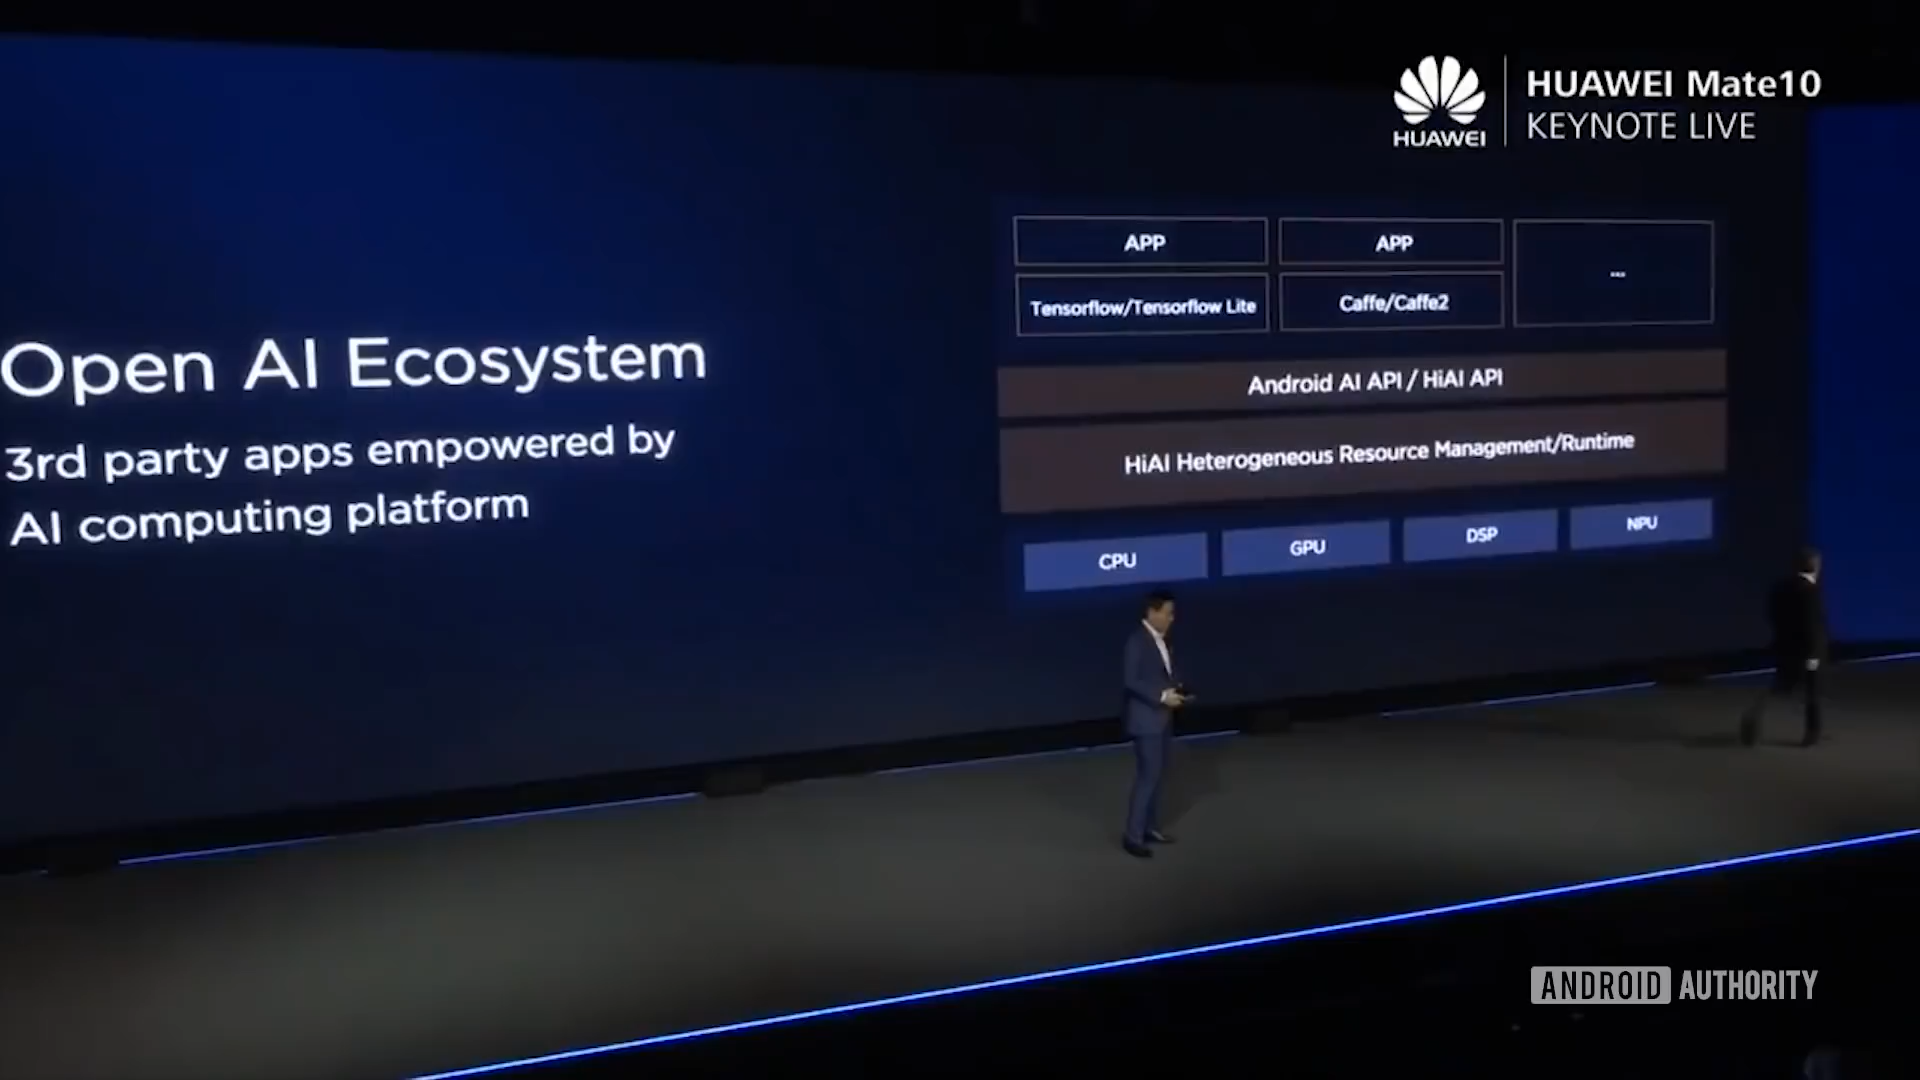 HUAWEI
HUAWEI Mate10
KEYNOTE LIVE
Open AI Ecosystem
3rd party apps empowered by
AI computing platform
APP
APP
...
Tensorflow/Tensorflow Lite
Caffe/Caffe2
Android AI API / HiAI API
HiAI Heterogeneous Resource Management/Runtime
CPU
GPU
DSP
NPU
ANDROID AUTHORITY